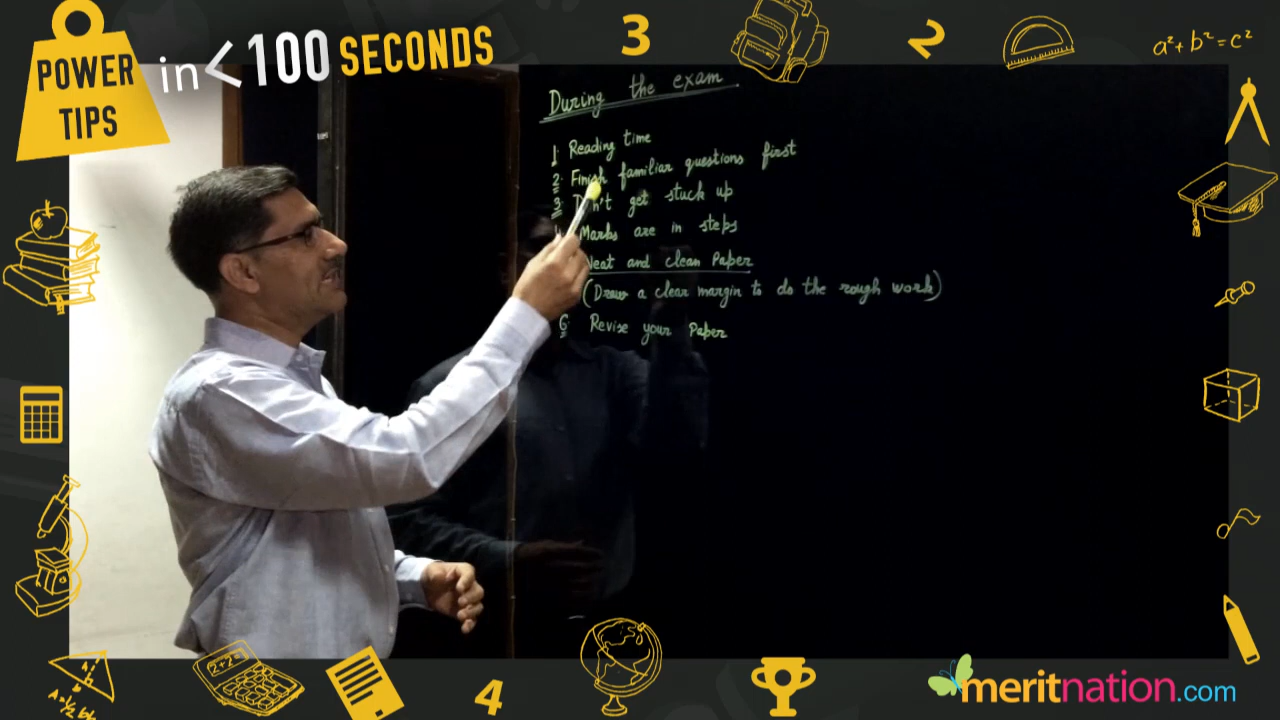 POWER
TIPS
in <100 SECONDS
3
2
a²+b²=c²
During the exam
1. Reading time
2. Finish familiar questions first
3. Don't get stuck up
Marks are in steps
Neat and clean Paper
(Draw a clear margin to do the rough work)
6. Revise your Paper
2+2=
4
meritnation.com